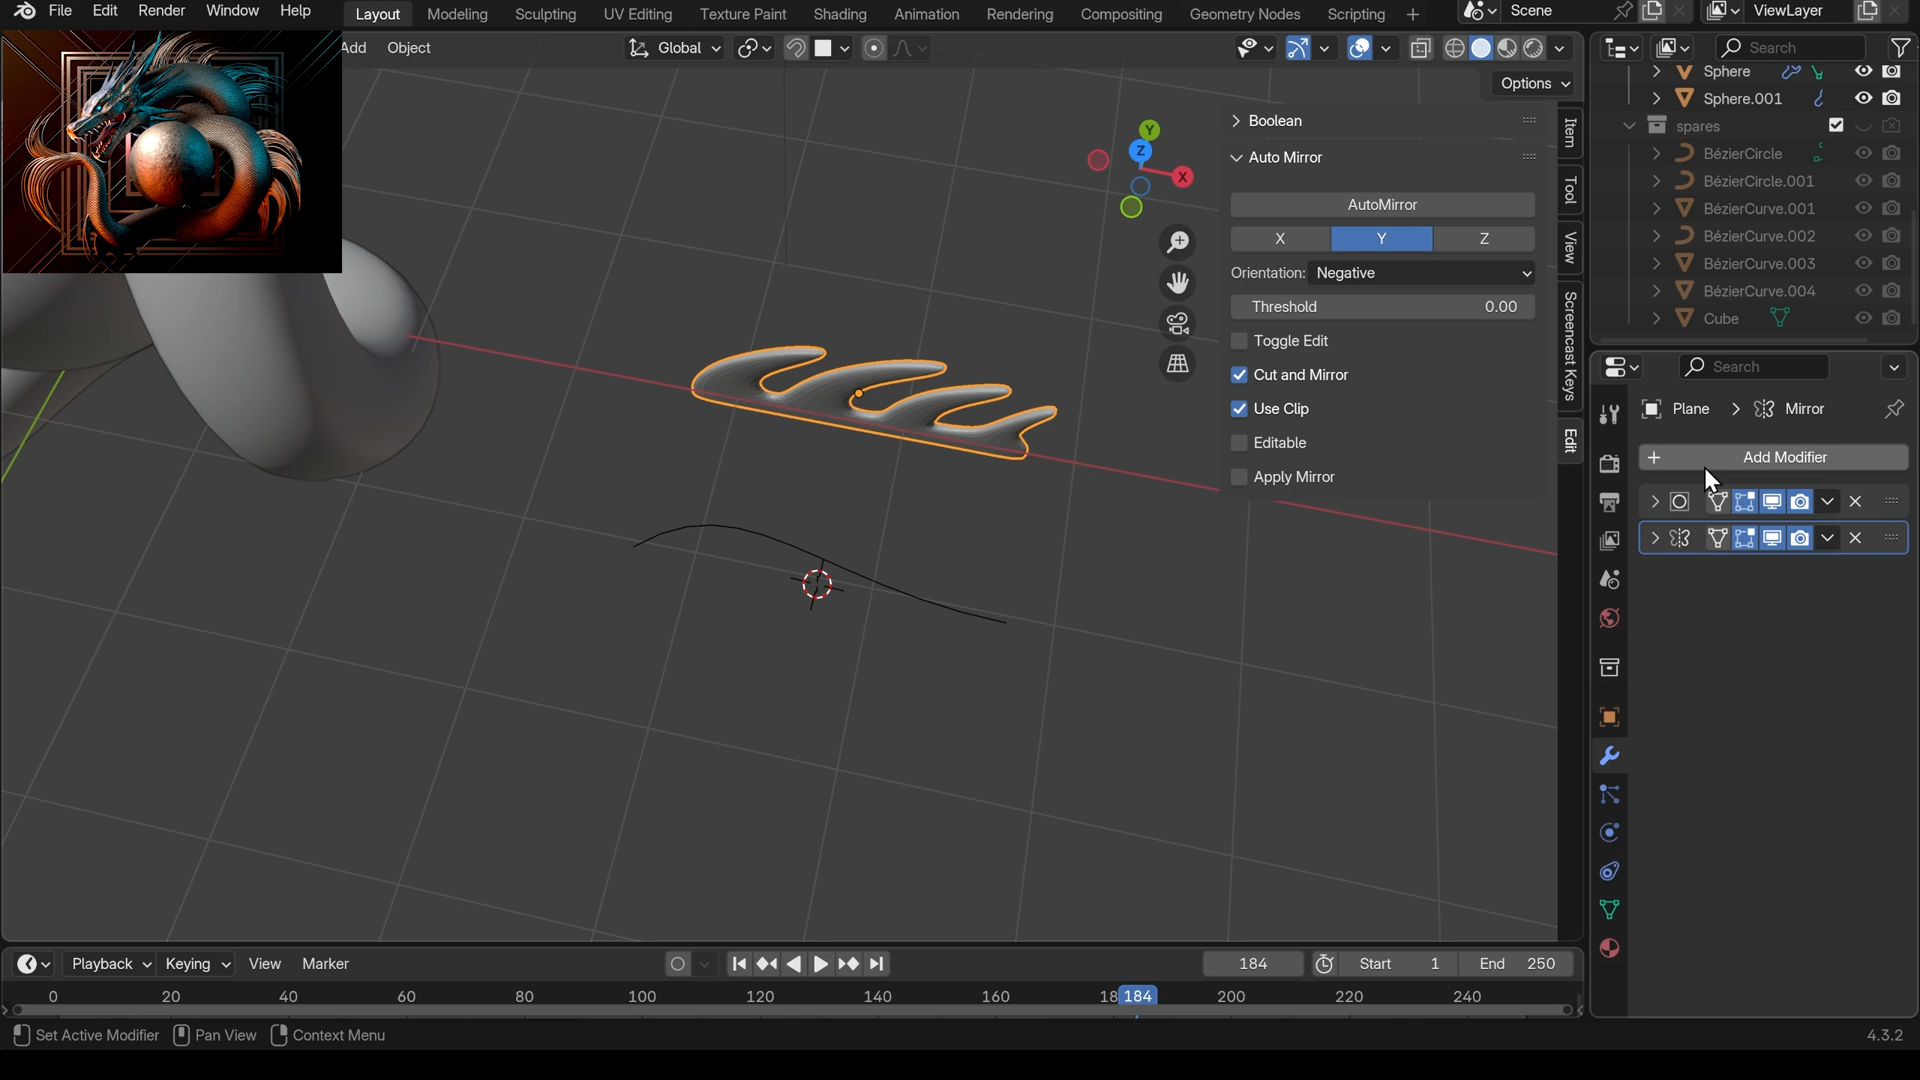 File Edit Render Window Help Layout Modeling Sculpting UV Editing Texture Paint Shading Animation Rendering Compositing Geometry Nodes Scripting Scene ViewLayer
Add Object Global Search
Options
Sphere
Sphere.001
spares
BézierCircle
BézierCircle.001
BézierCurve.001
BézierCurve.002
BézierCurve.003
BézierCurve.004
Cube
Y
Z
X
Boolean
Auto Mirror
AutoMirror
X Y Z
Orientation: Negative
Threshold 0.00
Toggle Edit
Cut and Mirror
Use Clip
Editable
Apply Mirror
Item
Tool
View
Screencast Keys
Edit
Search
Plane Mirror
Add Modifier
Playback Keying View Marker 184 Start 1 End 250
0 20 40 60 80 100 120 140 160 18 184 200 220 240
Set Active Modifier Pan View Context Menu 4.3.2